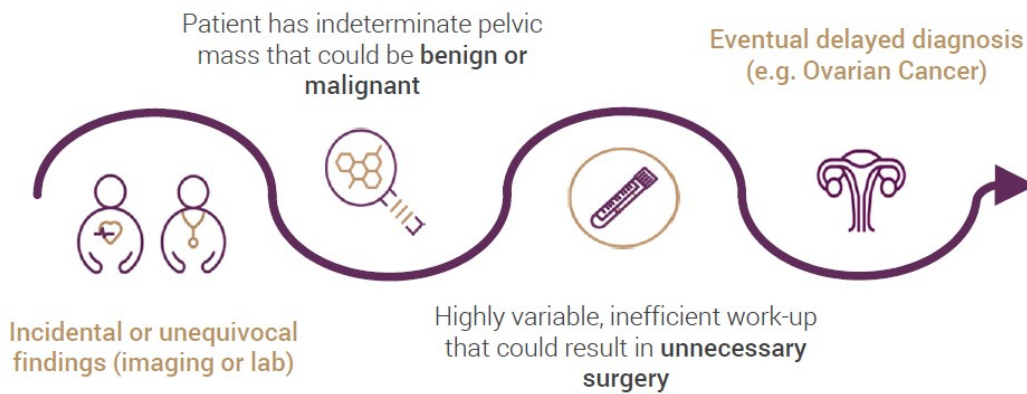 Incidental or unequivocal
findings (imaging or lab)
Patient has indeterminate pelvic
mass that could be benign or
malignant
Highly variable, inefficient work-up
that could result in unnecessary
surgery
Eventual delayed diagnosis
(e.g. Ovarian Cancer)